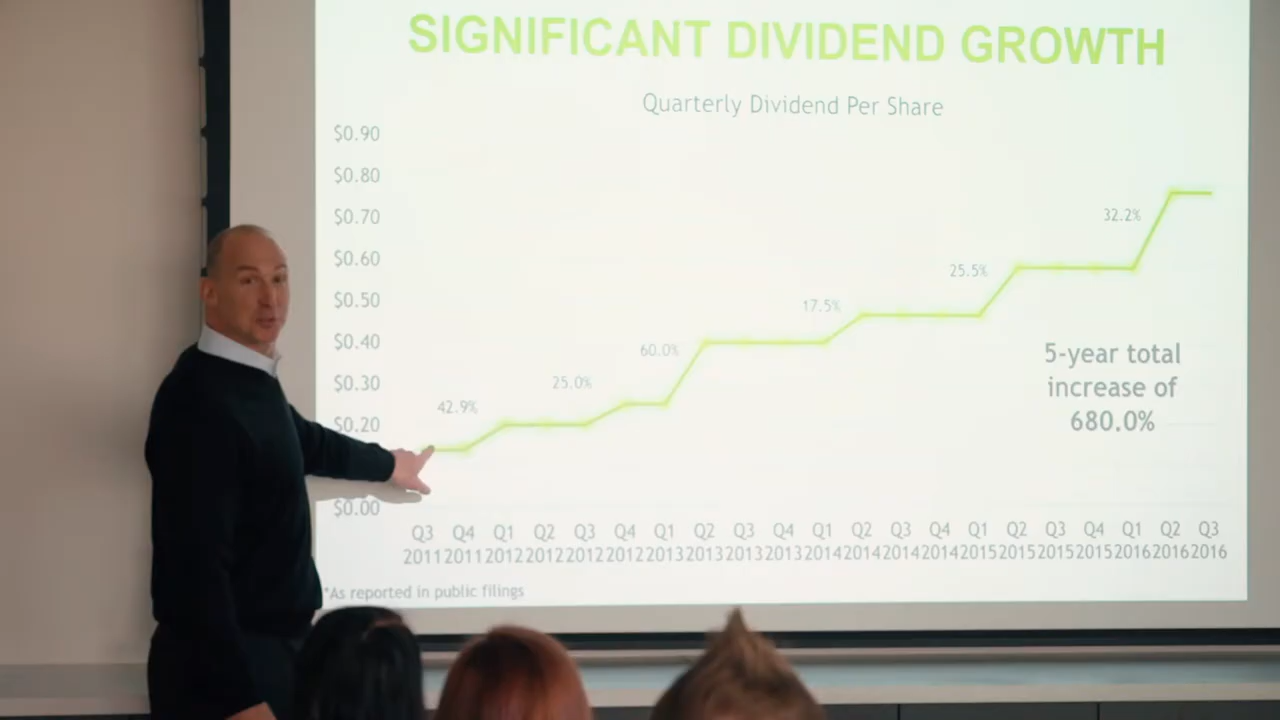 SIGNIFICANT DIVIDEND GROWTH
Quarterly Dividend Per Share
$0.90
$0.80
$0.70
$0.60
$0.50
$0.40
$0.30
$0.20
$0.00
42.9%
25.0%
60.0%
17.5%
25.5%
32.2%
5-year total
increase of
680.0%
Q3 Q4 Q1 Q2 Q3 Q4 Q1 Q2 Q3 Q4 Q1 Q2 Q3 Q4 Q1 Q2 Q3 Q4 Q1 Q2 Q3
2011 2011 2012 2012 2012 2012 2013 2013 2013 2013 2014 2014 2014 2014 2015 2015 2015 2015 2016 2016 2016
*As reported in public filings